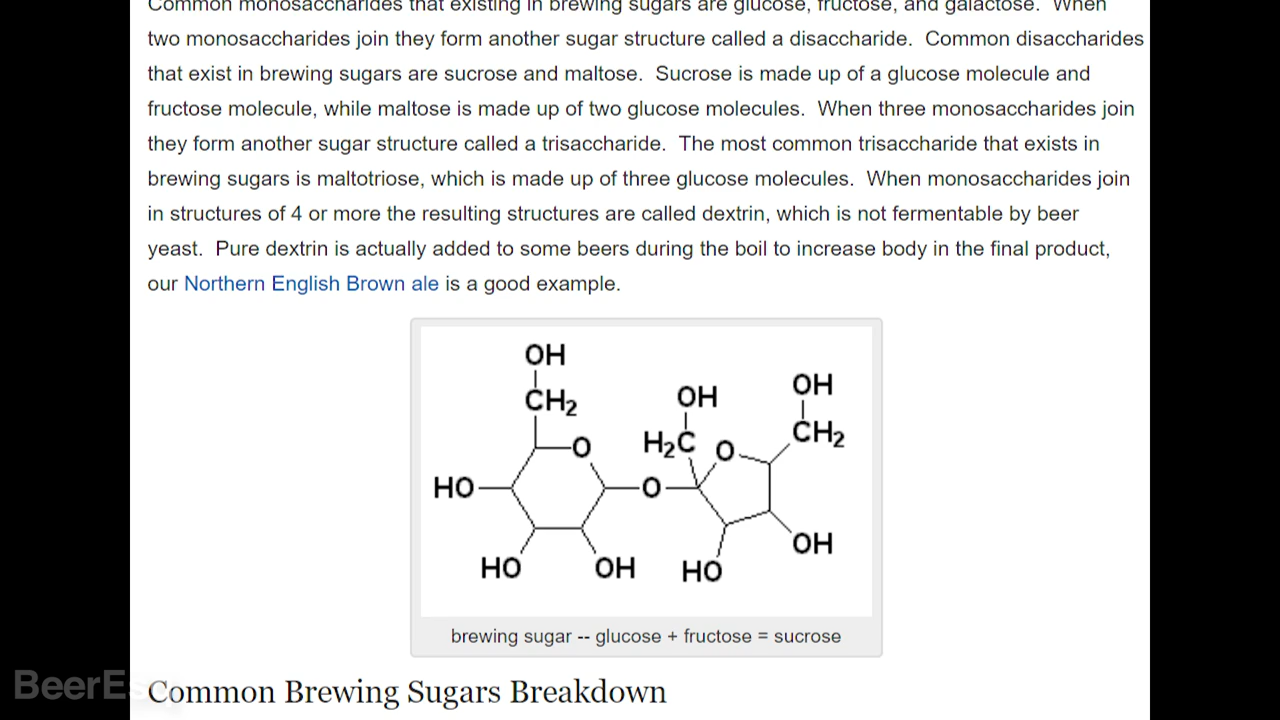 Common monosaccharides that existing in brewing sugars are glucose, fructose, and galactose.  When
two monosaccharides join they form another sugar structure called a disaccharide.  Common disaccharides
that exist in brewing sugars are sucrose and maltose.  Sucrose is made up of a glucose molecule and
fructose molecule, while maltose is made up of two glucose molecules.  When three monosaccharides join
they form another sugar structure called a trisaccharide.  The most common trisaccharide that exists in
brewing sugars is maltotriose, which is made up of three glucose molecules.  When monosaccharides join
in structures of 4 or more the resulting structures are called dextrin, which is not fermentable by beer
yeast.  Pure dextrin is actually added to some beers during the boil to increase body in the final product,
our Northern English Brown ale is a good example.
OH
CH2
OH
H2C
OH
CH2
O
O
HO
O
HO
OH
HO
OH
brewing sugar -- glucose + fructose = sucrose
Common Brewing Sugars Breakdown